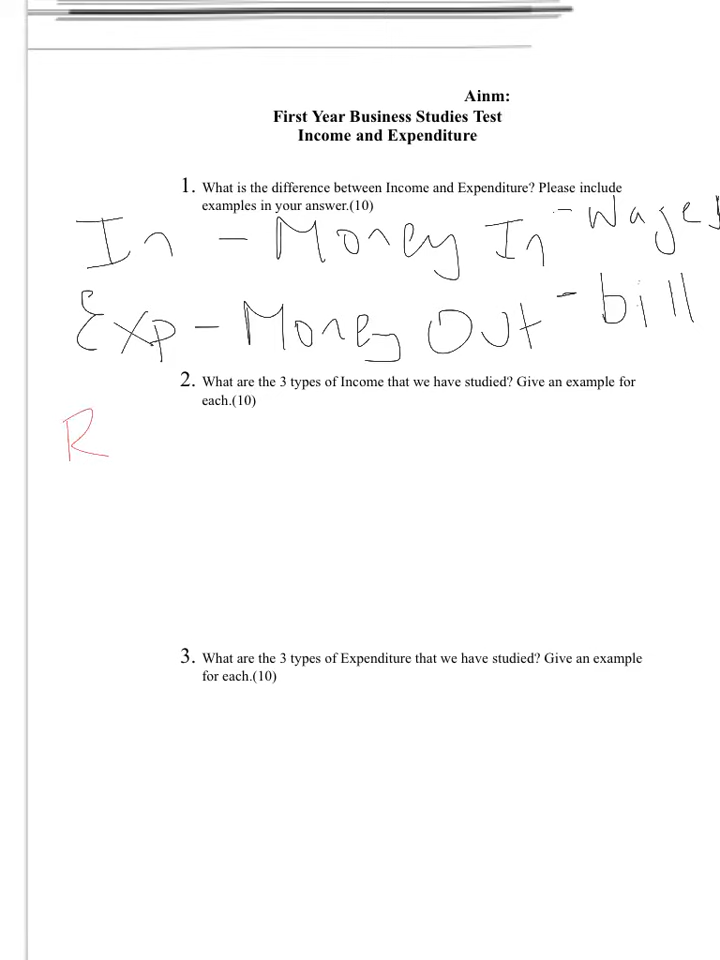 Ainm:
First Year Business Studies Test
Income and Expenditure
1. What is the difference between Income and Expenditure? Please include
examples in your answer.(10)
In - Money In - Wages
Exp - Money Out - bill
2. What are the 3 types of Income that we have studied? Give an example for
each.(10)
R
3. What are the 3 types of Expenditure that we have studied? Give an example
for each.(10)